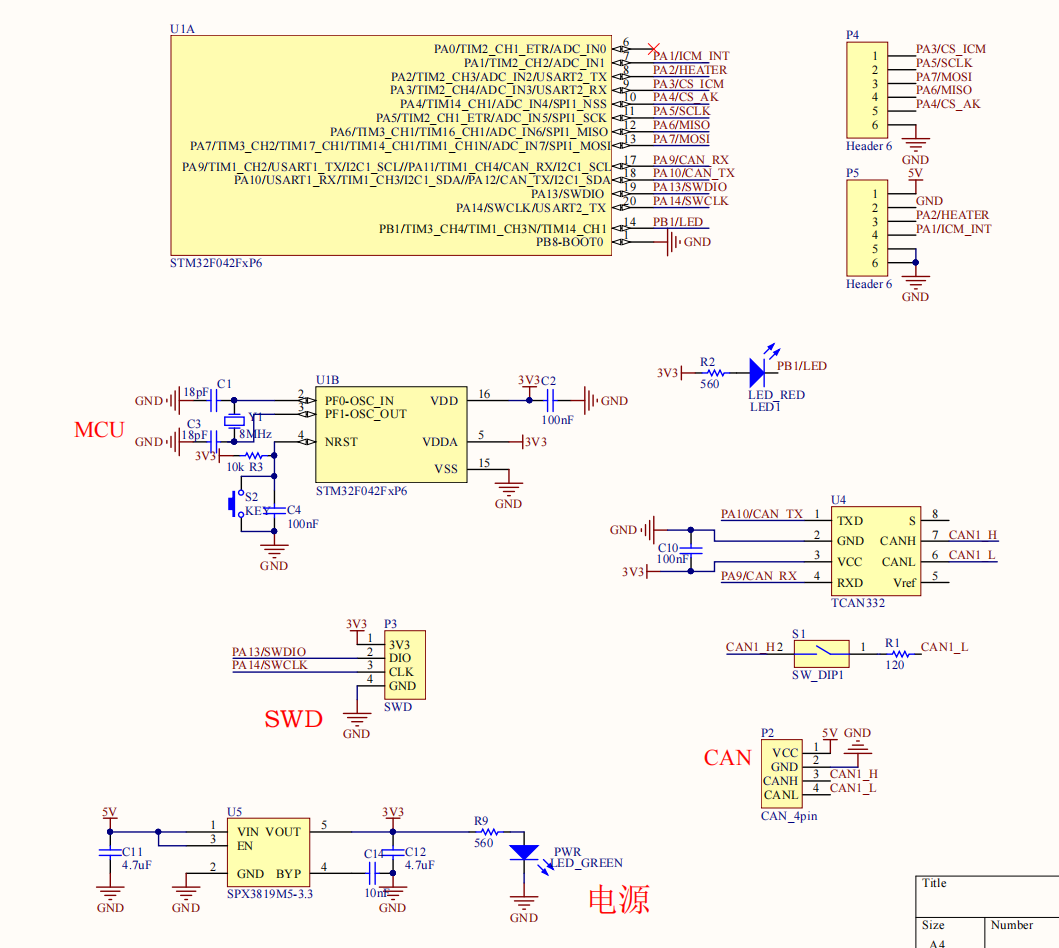 U1A
PA0/TIM2_CH1_ETR/ADC_IN0 6
PA1/TIM2_CH2/ADC_IN1 7 PA1/ICM_INT
PA2/TIM2_CH3/ADC_IN2/USART2_TX 8 PA2/HEATER
PA3/TIM2_CH4/ADC_IN3/USART2_RX 9 PA3/CS_ICM
PA4/TIM14_CH1/ADC_IN4/SPI1_NSS 10 PA4/CS_AK
PA5/TIM2_CH1_ETR/ADC_IN5/SPI1_SCK 11 PA5/SCLK
PA6/TIM3_CH1/TIM16_CH1/ADC_IN6/SPI1_MISO 12 PA6/MISO
PA7/TIM3_CH2/TIM17_CH1/TIM14_CH1/TIM1_CH1N/ADC_IN7/SPI1_MOSI 13 PA7/MOSI
PA9/TIM1_CH2/USART1_TX/I2C1_SCL//PA11/TIM1_CH4/CAN_RX/I2C1_SCL 17 PA9/CAN_RX
PA10/USART1_RX/TIM1_CH3/I2C1_SDA//PA12/CAN_TX/I2C1_SDA 18 PA10/CAN_TX
PA13/SWDIO 19 PA13/SWDIO
PA14/SWCLK/USART2_TX 20 PA14/SWCLK
PB1/TIM3_CH4/TIM1_CH3N/TIM14_CH1 14 PB1/LED
PB8-BOOT0 1 GND
STM32F042FxP6
P4
1 PA3/CS_ICM
2 PA5/SCLK
3 PA7/MOSI
4 PA6/MISO
5 PA4/CS_AK
6
Header 6
GND
P5
5V
1
2 GND
3 PA2/HEATER
4 PA1/ICM_INT
5
6
Header 6
GND
MCU
GND 18pF C1
GND C3 18pF
Y1
8MHz
3V3
10k R3
S2
KEY
C4
100nF
GND
U1B
2 PF0-OSC_IN VDD 16
3 PF1-OSC_OUT
4 NRST VDDA 5 3V3
VSS 15
STM32F042FxP6
GND
3V3 C2
100nF
GND
3V3 R2
560
PB1/LED
LED_RED
LED1
U4
PA10/CAN_TX 1 TXD S 8
GND 2 GND CANH 7 CAN1_H
C10
100nF
3V3 3 VCC CANL 6 CAN1_L
PA9/CAN_RX 4 RXD Vref 5
TCAN332
3V3 P3
1 3V3
PA13/SWDIO 2 DIO
PA14/SWCLK 3 CLK
4 GND
SWD
SWD
GND
S1
CAN1_H 2 1 R1 CAN1_L
SW_DIP1 120
CAN
P2 5V GND
VCC 1
GND 2
CANH 3 CAN1_H
CANL 4 CAN1_L
CAN_4pin
5V U5 3V3
1 VIN VOUT 5
3 EN
2 GND BYP 4
SPX3819M5-3.3
C11
4.7uF
GND
GND
C14
10nF
C12
4.7uF
GND
R9
560
PWR
LED_GREEN
GND
电源
Title
Size Number
A4